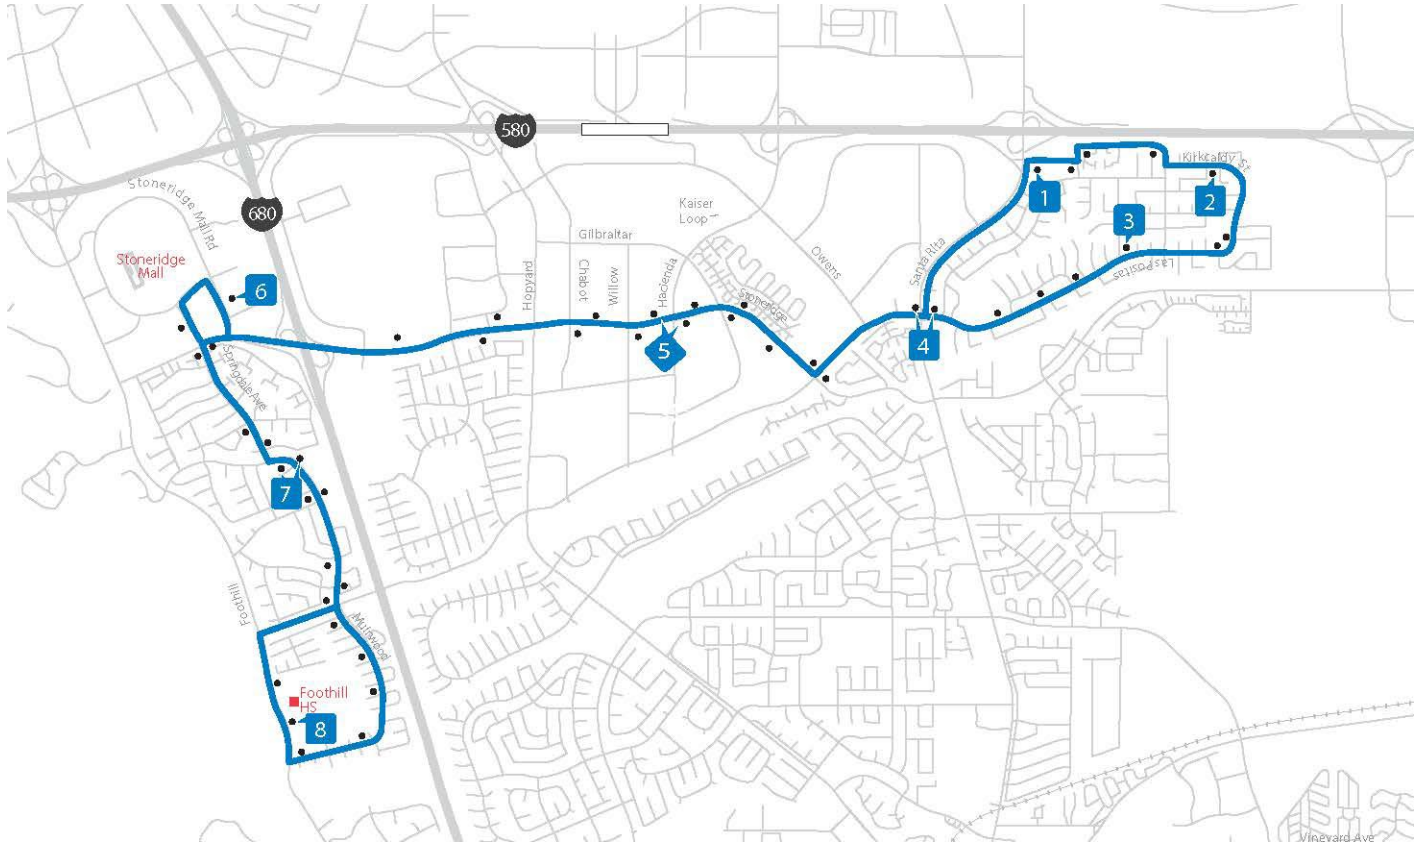 580
Kirkcaldy St
Stoneridge Mall Rd
1
2
680
Kaiser
Loop
3
Gilbraltar
Owens
Santa Rita
Stoneridge
Mall
Las Positas
Chabot
Willow
Hacienda
Hopyard
6
Stoneridge
4
5
Springdale Ave
7
Foothill
Muirwood
Foothill
HS
8
Vineyard Ave